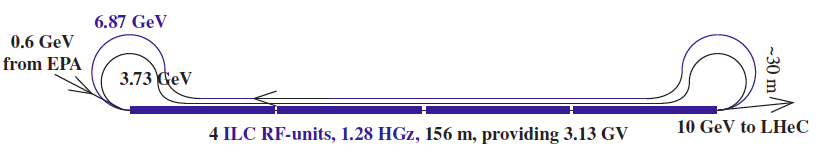 6.87 GeV
0.6 GeV
from EPA
3.73 GeV
~30 m
4 ILC RF-units, 1.28 HGz, 156 m, providing 3.13 GV
10 GeV to LHeC